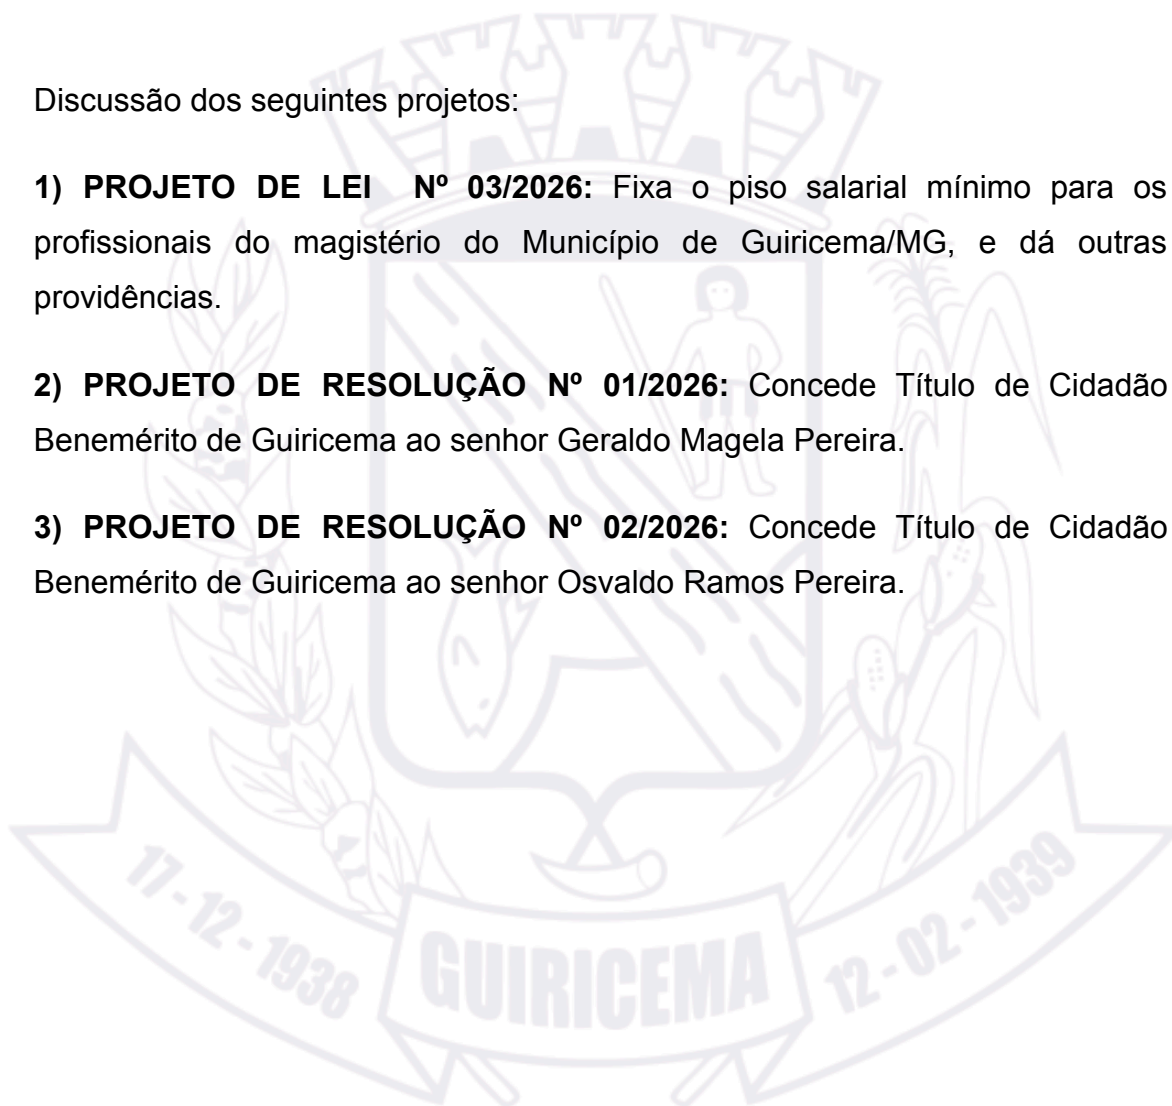 Discussão dos seguintes projetos:
1) PROJETO DE LEI Nº 03/2026: Fixa o piso salarial mínimo para os
profissionais do magistério do Município de Guiricema/MG, e dá outras
providências.
2) PROJETO DE RESOLUÇÃO Nº 01/2026: Concede Título de Cidadão
Benemérito de Guiricema ao senhor Geraldo Magela Pereira.
3) PROJETO DE RESOLUÇÃO Nº 02/2026: Concede Título de Cidadão
Benemérito de Guiricema ao senhor Osvaldo Ramos Pereira.
17-12-1938
GUIRICEMA
12-02-1939